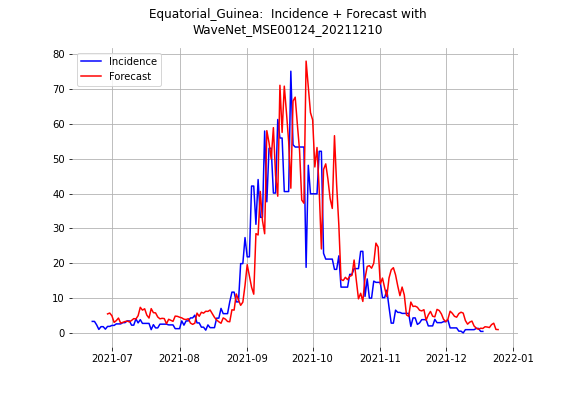 Equatorial_Guinea:  Incidence + Forecast with
WaveNet_MSE00124_20211210
Incidence
Forecast
80
70
60
50
40
30
20
10
0
2021-07 2021-08 2021-09 2021-10 2021-11 2021-12 2022-01